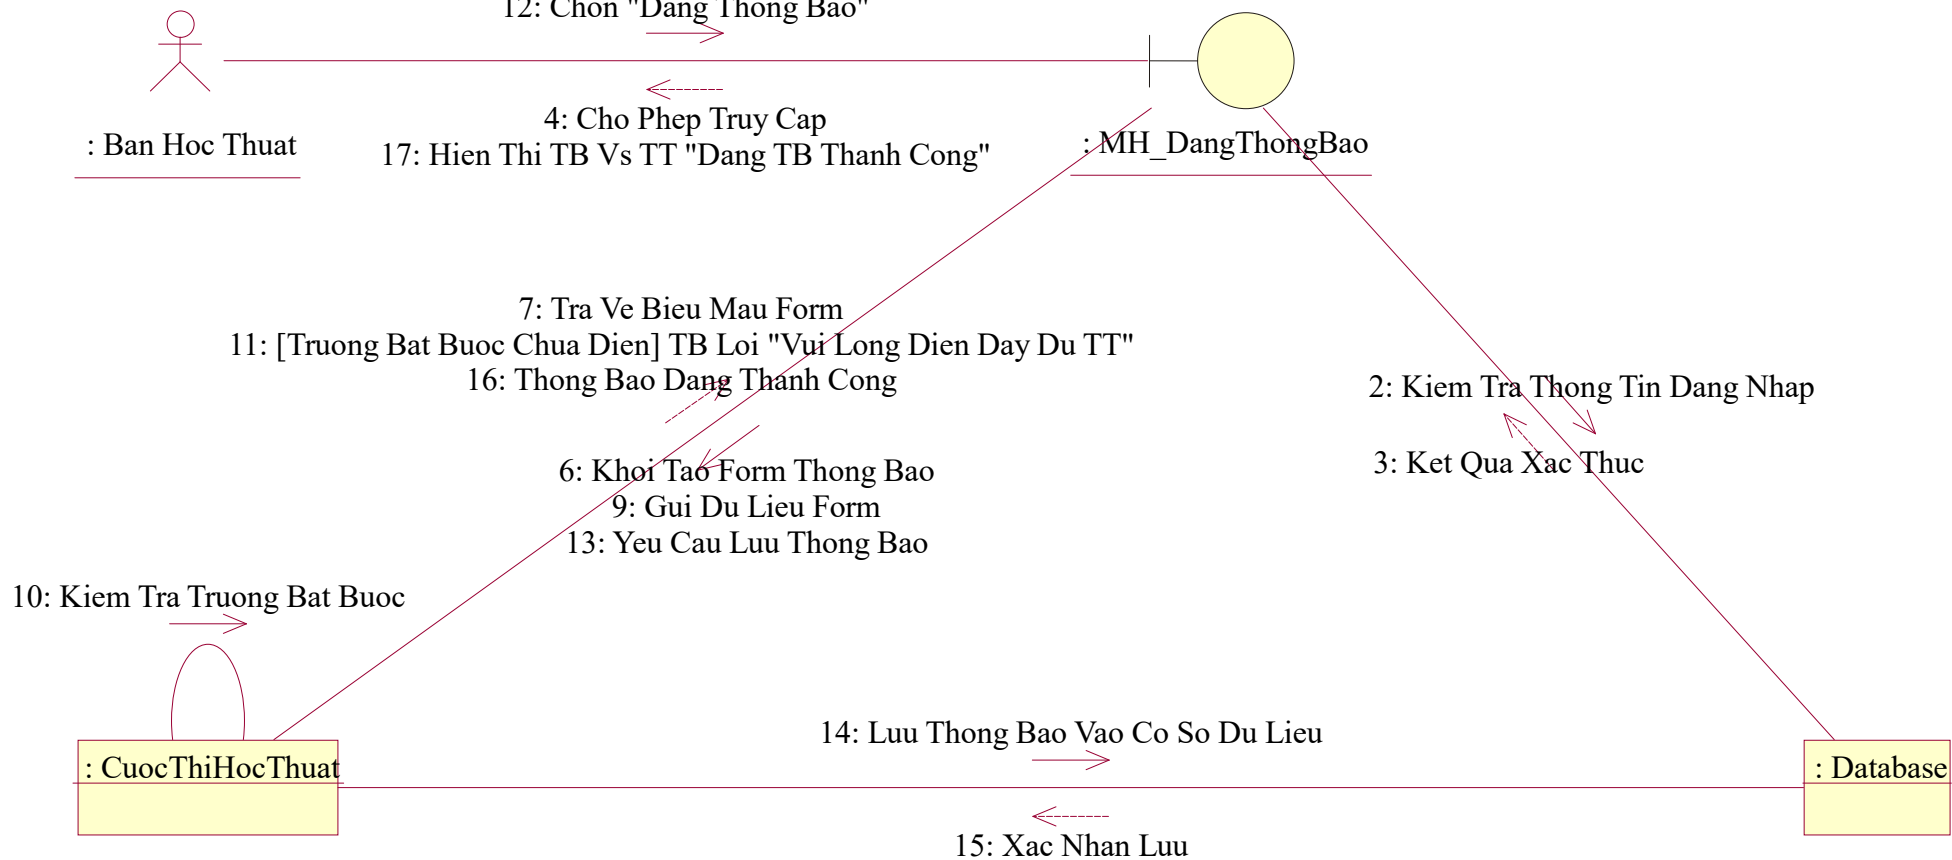 12: Chon "Dang Thong Bao"
4: Cho Phep Truy Cap
17: Hien Thi TB Vs TT "Dang TB Thanh Cong"
: Ban Hoc Thuat
: MH_DangThongBao
7: Tra Ve Bieu Mau Form
11: [Truong Bat Buoc Chua Dien] TB Loi "Vui Long Dien Day Du TT"
16: Thong Bao Dang Thanh Cong
2: Kiem Tra Thong Tin Dang Nhap
3: Ket Qua Xac Thuc
6: Khoi Tao Form Thong Bao
9: Gui Du Lieu Form
13: Yeu Cau Luu Thong Bao
10: Kiem Tra Truong Bat Buoc
14: Luu Thong Bao Vao Co So Du Lieu
: CuocThiHocThuat
: Database
15: Xac Nhan Luu